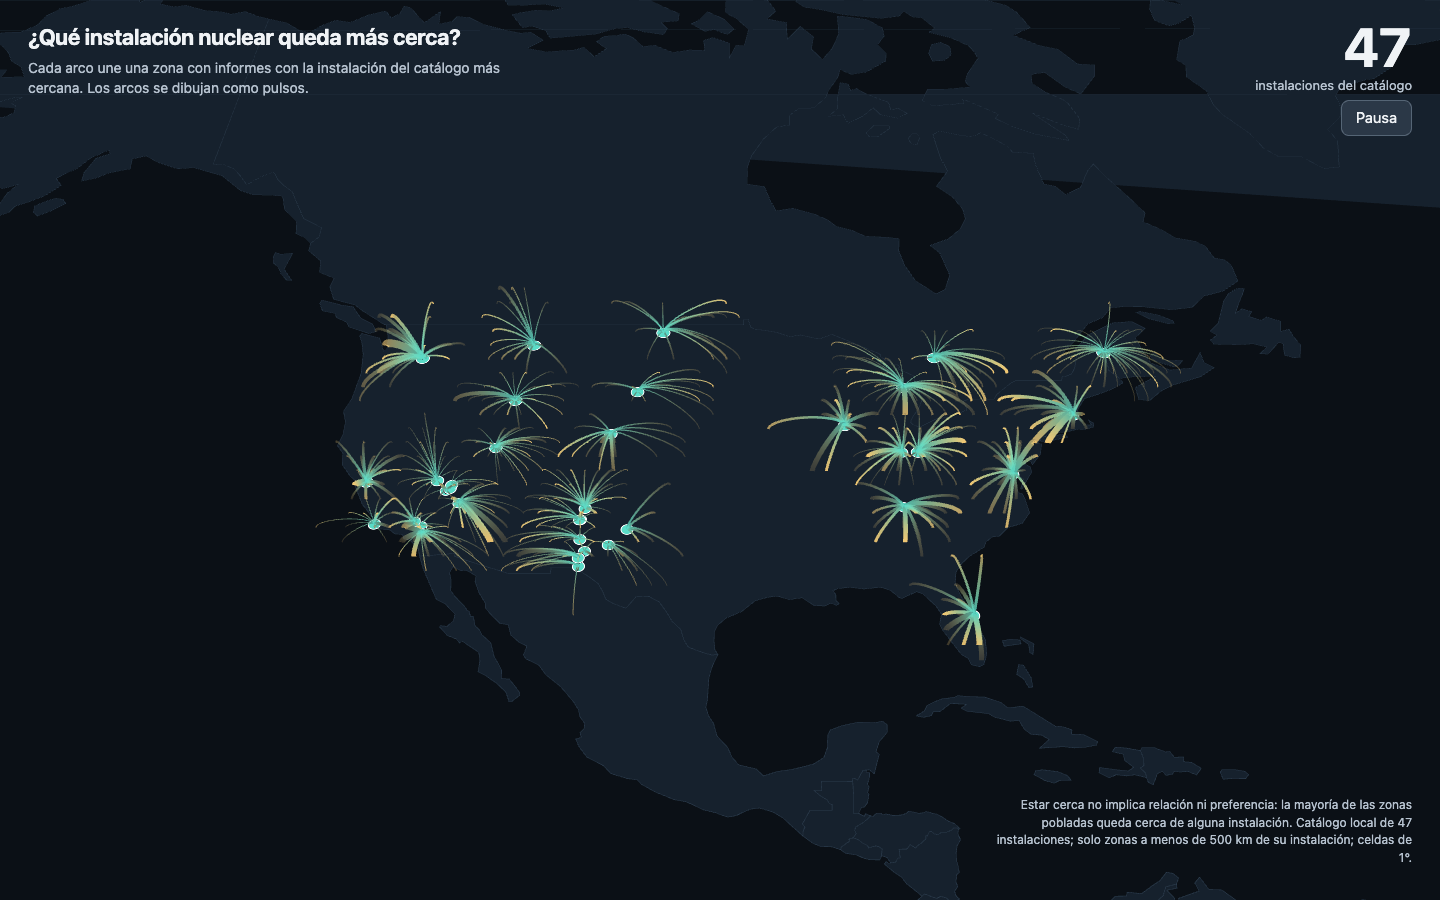 ¿Qué instalación nuclear queda más cerca?
Cada arco une una zona con informes con la instalación del catálogo más
cercana. Los arcos se dibujan como pulsos.
47
instalaciones del catálogo
Pausa
Estar cerca no implica relación ni preferencia: la mayoría de las zonas
pobladas queda cerca de alguna instalación. Catálogo local de 47
instalaciones; solo zonas a menos de 500 km de su instalación; celdas de
1°.